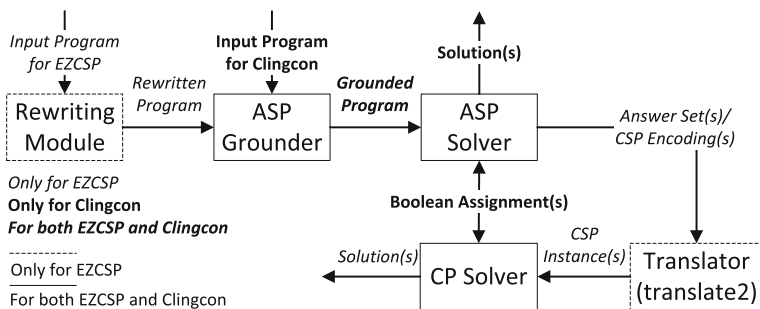 Input Program
for EZCSP
Input Program
for Clingcon
Solution(s)
Rewriting
Module
Rewritten
Program
ASP
Grounder
Grounded
Program
ASP
Solver
Answer Set(s)/
CSP Encoding(s)
Only for EZCSP
Only for Clingcon
For both EZCSP and Clingcon
Boolean Assignment(s)
Only for EZCSP
For both EZCSP and Clingcon
Solution(s)
CP Solver
CSP
Instance(s)
Translator
(translate2)